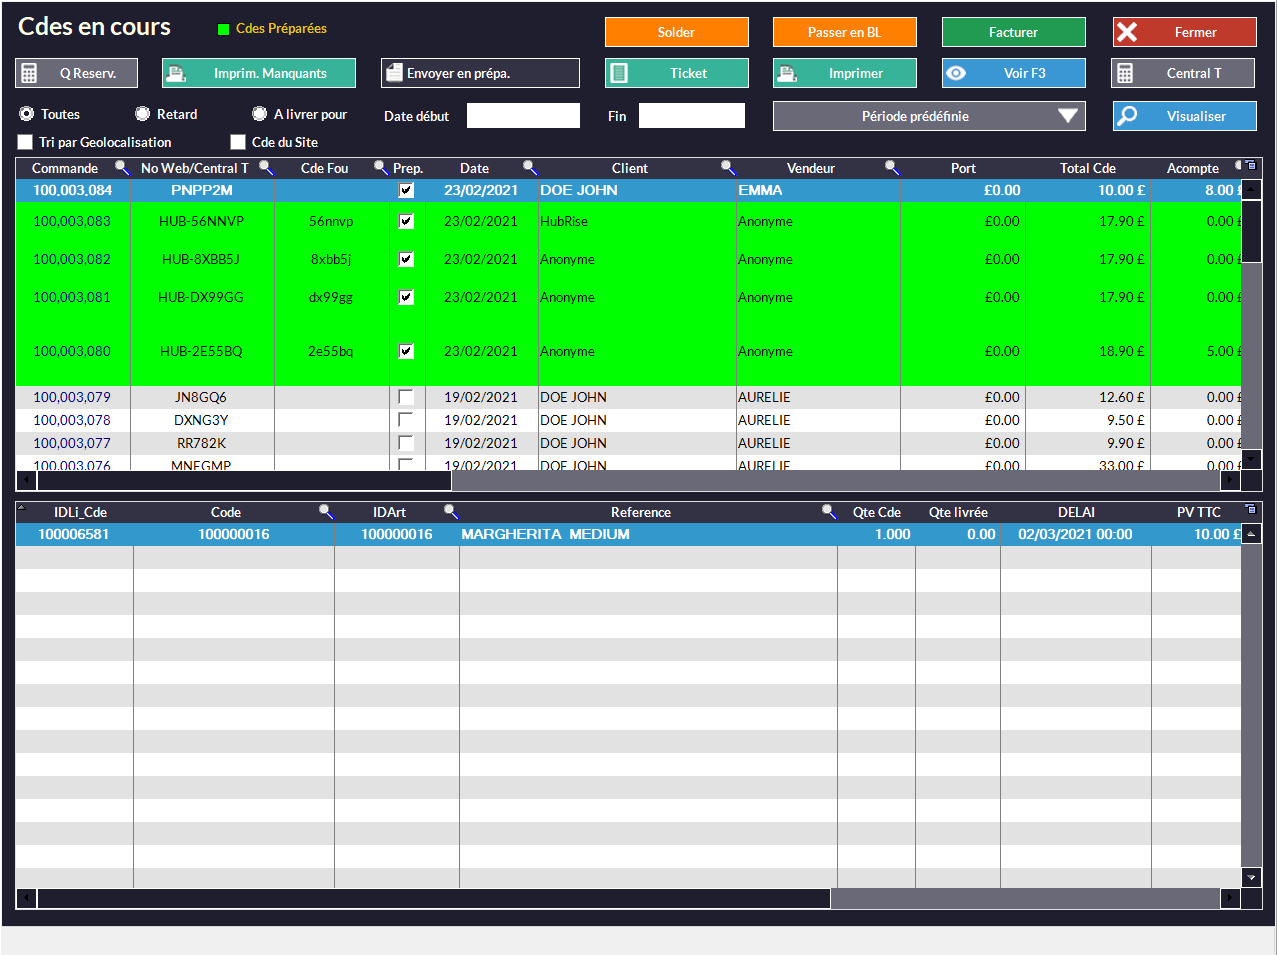 Cdes en cours
Cdes Préparées
Solder
Passer en BL
Facturer
Fermer
Q Reserv.
Imprim. Manquants
Envoyer en prépa.
Ticket
Imprimer
Voir F3
Central T
Toutes
Retard
A livrer pour
Date début
Fin
Période prédéfinie
Visualiser
Tri par Geolocalisation
Cde du Site
Commande No Web/Central T Cde Fou Prep. Date Client Vendeur Port Total Cde Acompte
100,003,084 PNPP2M 23/02/2021 DOE JOHN EMMA £0.00 10.00 £ 8.00 £
100,003,083 HUB-56NNVP 56nnvp 23/02/2021 HubRise Anonyme £0.00 17.90 £ 0.00 £
100,003,082 HUB-8XBB5J 8xbb5j 23/02/2021 Anonyme Anonyme £0.00 17.90 £ 0.00 £
100,003,081 HUB-DX99GG dx99gg 23/02/2021 Anonyme Anonyme £0.00 17.90 £ 0.00 £
100,003,080 HUB-2E55BQ 2e55bq 23/02/2021 Anonyme Anonyme £0.00 18.90 £ 5.00 £
100,003,079 JN8GQ6 19/02/2021 DOE JOHN AURELIE £0.00 12.60 £ 0.00 £
100,003,078 DXNG3Y 19/02/2021 DOE JOHN AURELIE £0.00 9.50 £ 0.00 £
100,003,077 RR782K 19/02/2021 DOE JOHN AURELIE £0.00 9.90 £ 0.00 £
100,003,076 MNFGMP 19/02/2021 DOE JOHN AURELIE £0.00 33.00 £ 0.00 £
IDLi_Cde Code IDArt Reference Qte Cde Qte livrée DELAI PV TTC
100006581 100000016 100000016 MARGHERITA MEDIUM 1.000 0.00 02/03/2021 00:00 10.00 £